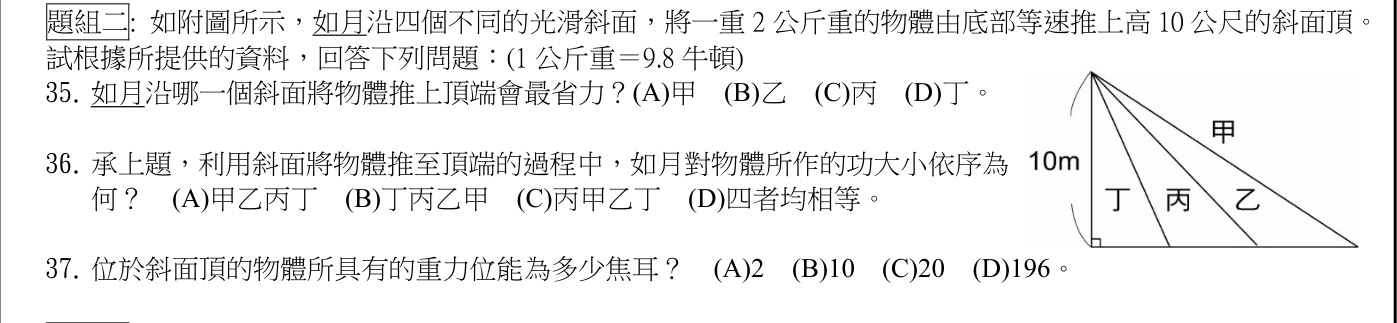 題組二: 如附圖所示，如月沿四個不同的光滑斜面，將一重 2 公斤重的物體由底部等速推上高 10 公尺的斜面頂。
試根據所提供的資料，回答下列問題：(1 公斤重＝9.8 牛頓)
35. 如月沿哪一個斜面將物體推上頂端會最省力？(A)甲 (B)乙 (C)丙 (D)丁。
36. 承上題，利用斜面將物體推至頂端的過程中，如月對物體所作的功大小依序為
何？ (A)甲乙丙丁 (B)丁丙乙甲 (C)丙甲乙丁 (D)四者均相等。
37. 位於斜面頂的物體所具有的重力位能為多少焦耳？ (A)2 (B)10 (C)20 (D)196。
甲
10m
丁 丙 乙